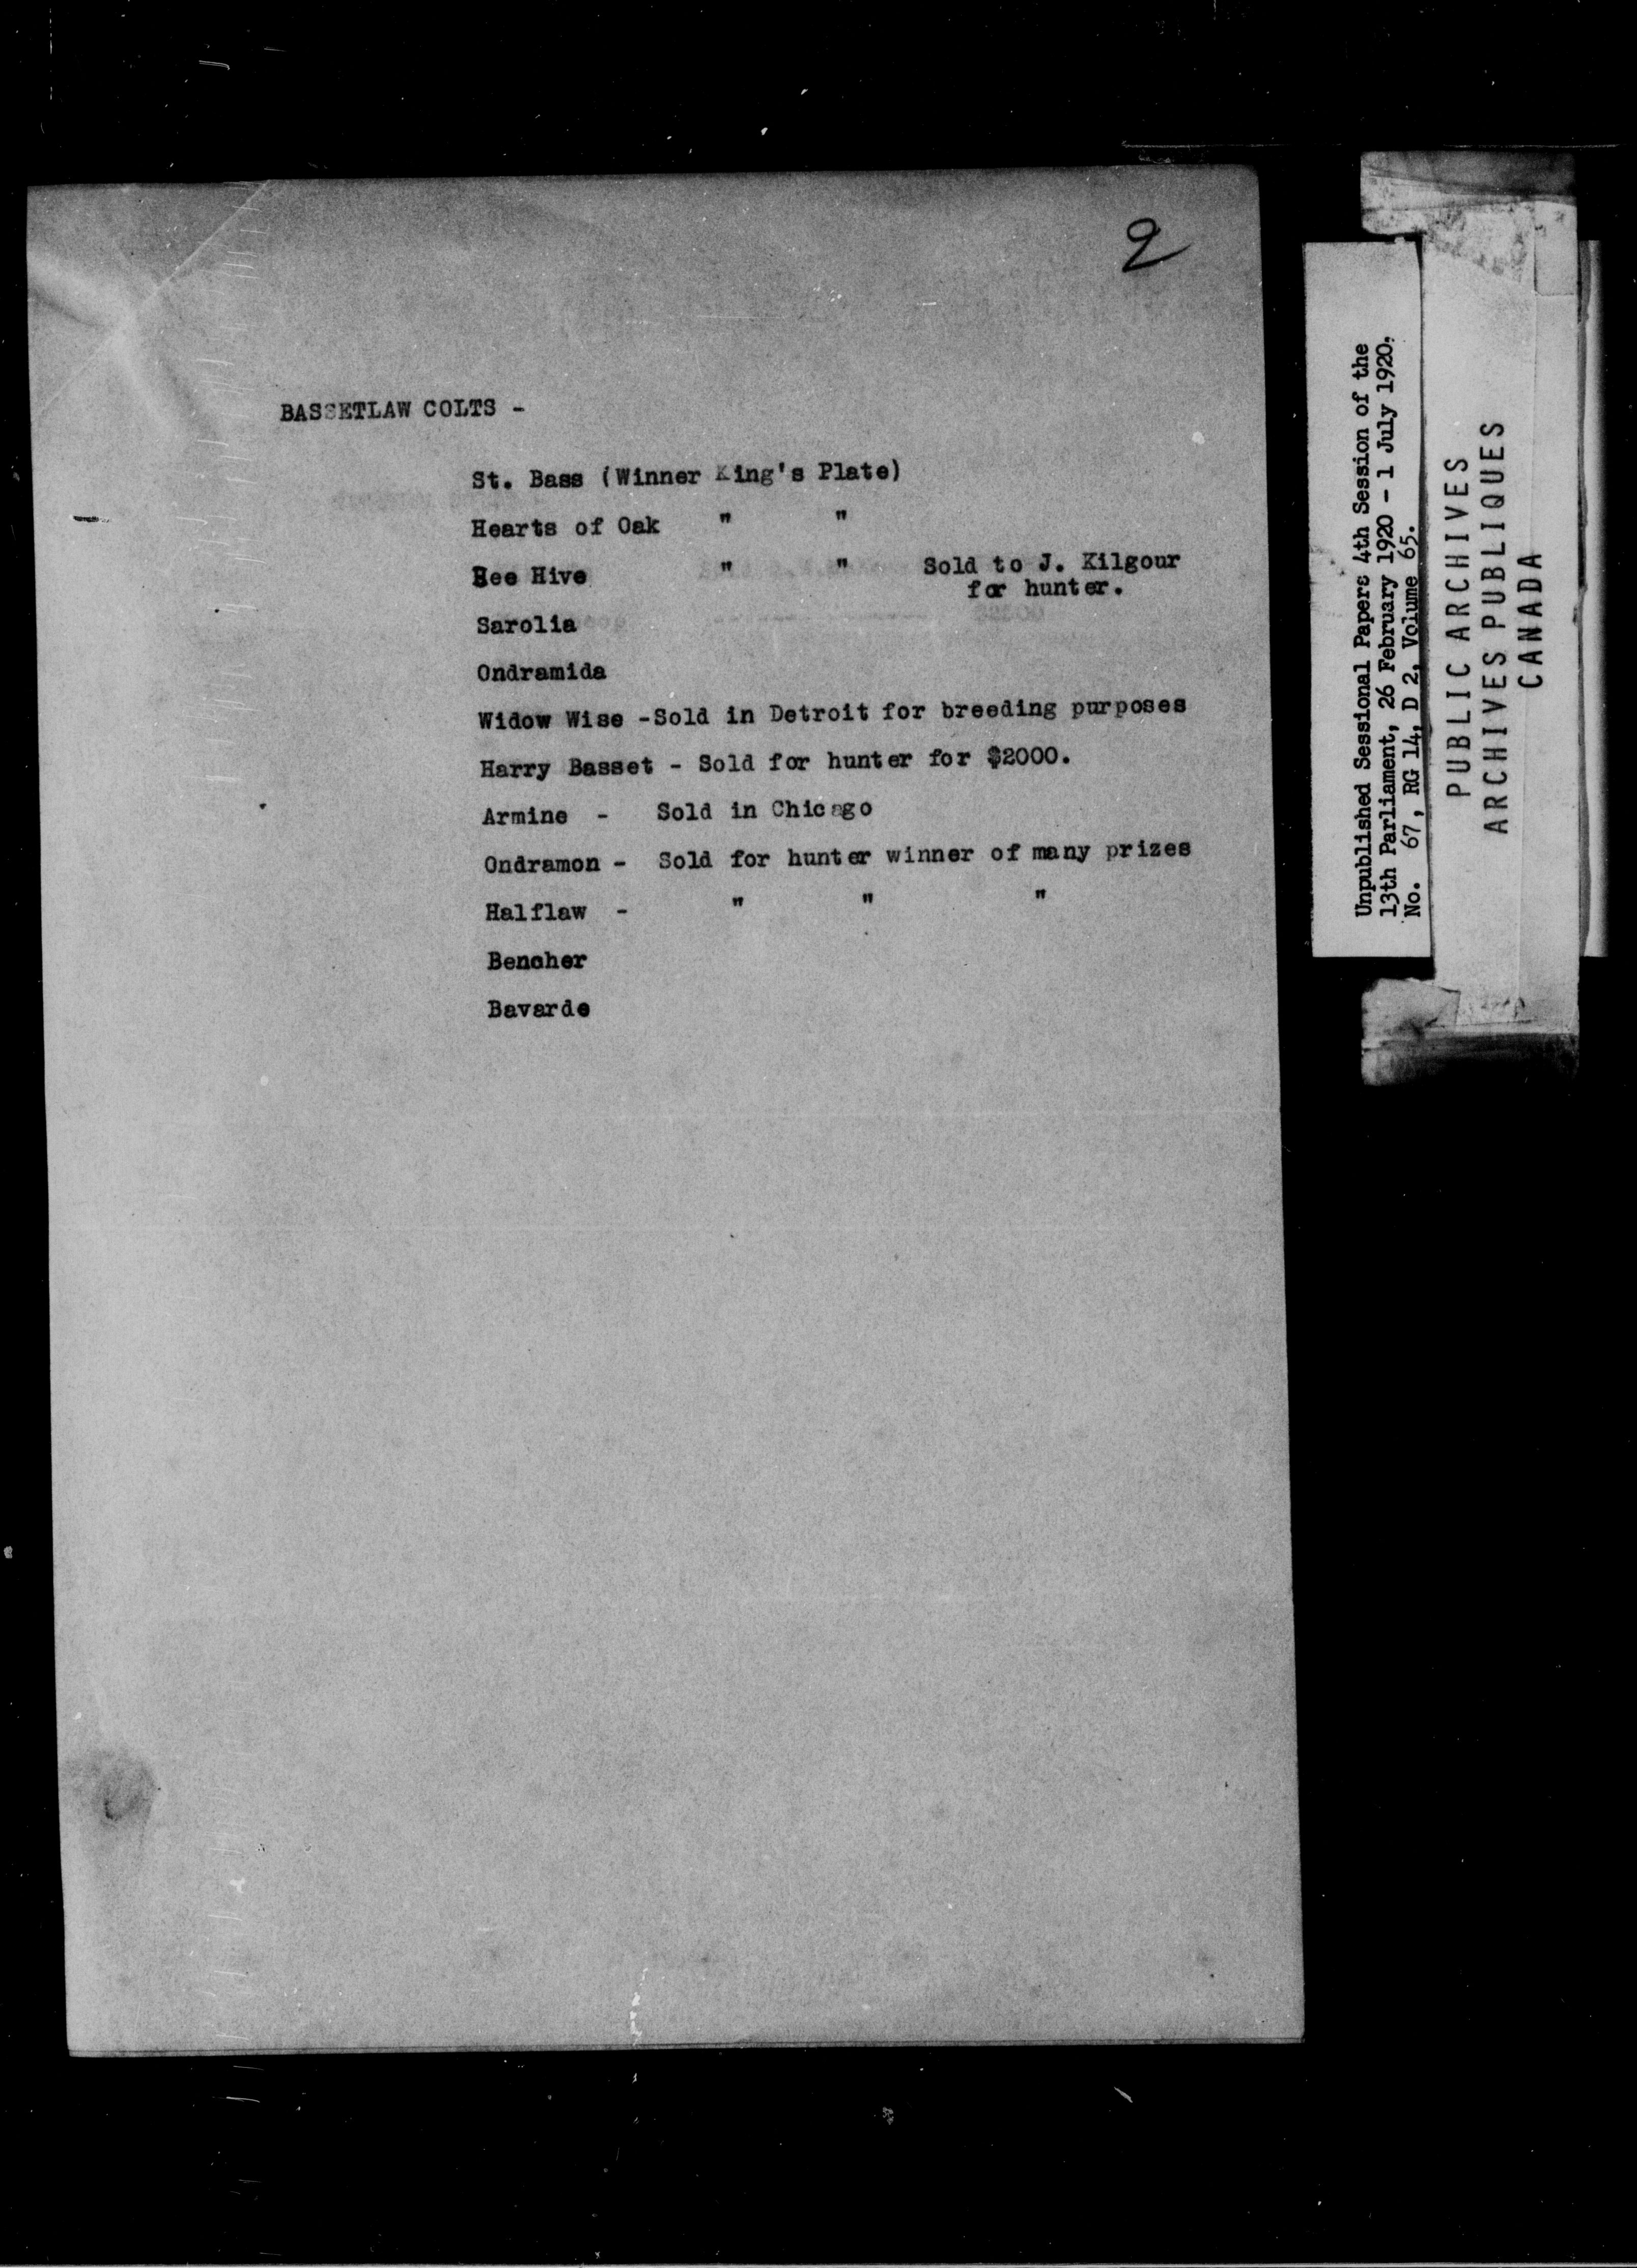 2
BASSETLAW COLTS -
St. Bass (Winner King's Plate)
Hearts of Oak " "
Bee Hive " " Sold to J. Kilgour
for hunter.
Sarolia
Ondramida
Widow Wise -Sold in Detroit for breeding purposes
Harry Basset - Sold for hunter for $2000.
Armine - Sold in Chicago
Ondramon - Sold for hunter winner of many prizes
Halflaw - " " "
Bencher
Bavarde
Unpublished Sessional Papers 4th Session of the
13th Parliament, 26 February 1920 - 1 July 1920.
No. 67, RG 14, D 2, Volume 65.
PUBLIC ARCHIVES
ARCHIVES PUBLIQUES
CANADA